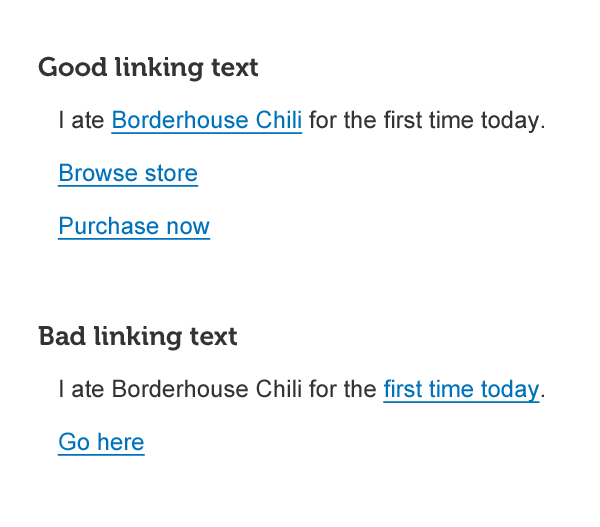 Good linking text
I ate Borderhouse Chili for the first time today.
Browse store
Purchase now
Bad linking text
I ate Borderhouse Chili for the first time today.
Go here